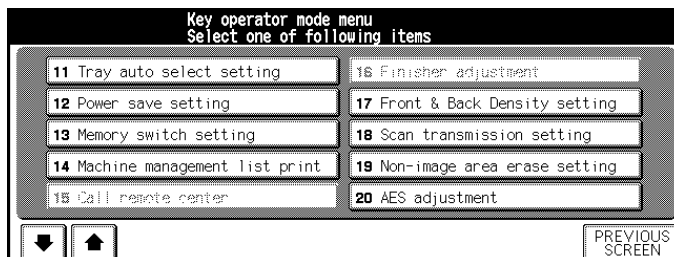 Key operator mode menu
Select one of following items
11 Tray auto select setting
12 Power save setting
13 Memory switch setting
14 Machine management list print
15 Call remote center
16 Finisher adjustment
17 Front & Back Density setting
18 Scan transmission setting
19 Non-image area erase setting
20 AES adjustment
PREVIOUS
SCREEN